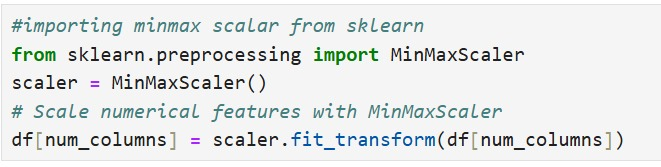 #importing minmax scalar from sklearn
from sklearn.preprocessing import MinMaxScaler
scaler = MinMaxScaler()
# Scale numerical features with MinMaxScaler
df[num_columns] = scaler.fit_transform(df[num_columns])